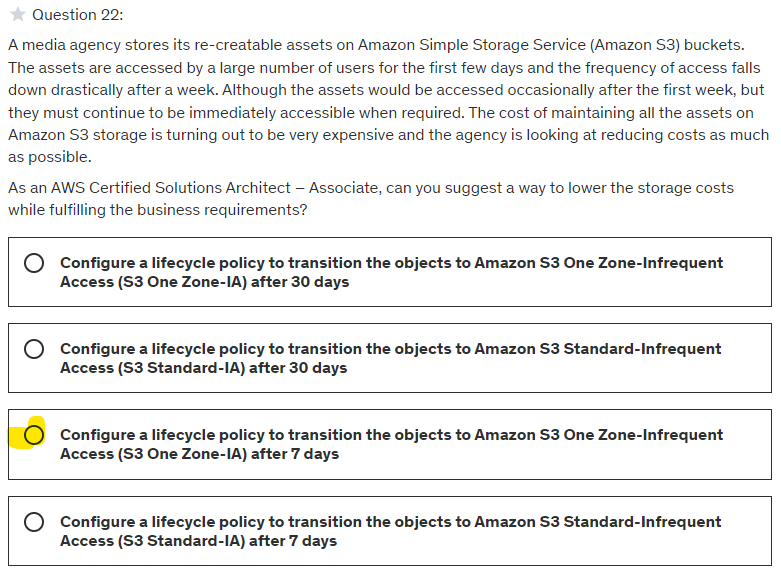 Question 22:
A media agency stores its re-creatable assets on Amazon Simple Storage Service (Amazon S3) buckets.
The assets are accessed by a large number of users for the first few days and the frequency of access falls
down drastically after a week. Although the assets would be accessed occasionally after the first week, but
they must continue to be immediately accessible when required. The cost of maintaining all the assets on
Amazon S3 storage is turning out to be very expensive and the agency is looking at reducing costs as much
as possible.
As an AWS Certified Solutions Architect – Associate, can you suggest a way to lower the storage costs
while fulfilling the business requirements?
Configure a lifecycle policy to transition the objects to Amazon S3 One Zone-Infrequent
Access (S3 One Zone-IA) after 30 days
Configure a lifecycle policy to transition the objects to Amazon S3 Standard-Infrequent
Access (S3 Standard-IA) after 30 days
Configure a lifecycle policy to transition the objects to Amazon S3 One Zone-Infrequent
Access (S3 One Zone-IA) after 7 days
Configure a lifecycle policy to transition the objects to Amazon S3 Standard-Infrequent
Access (S3 Standard-IA) after 7 days